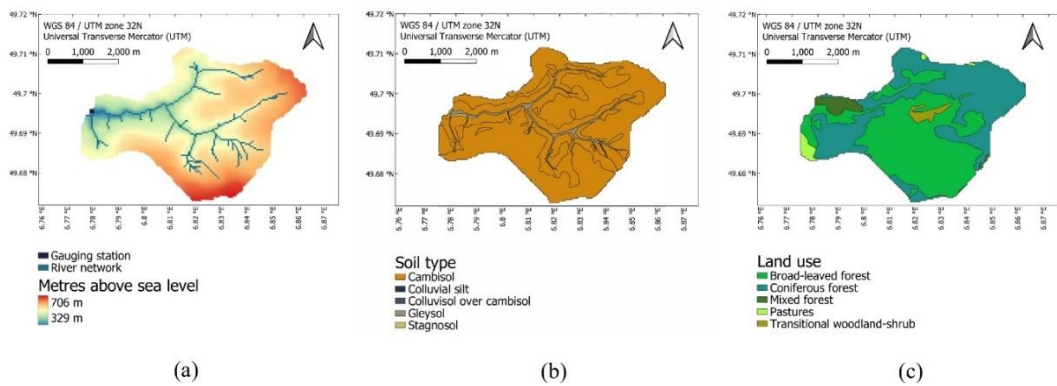 WGS 84 / UTM zone 32N
Universal Transverse Mercator (UTM)
0 1,000 2,000 m
49.72 °N
49.71 °N
49.7 °N
49.69 °N
49.68 °N
6.76 °E
6.77 °E
6.78 °E
6.79 °E
6.8 °E
6.81 °E
6.82 °E
6.83 °E
6.84 °E
6.85 °E
6.86 °E
6.87 °E
Gauging station
River network
Metres above sea level
706 m
329 m
(a)
WGS 84 / UTM zone 32N
Universal Transverse Mercator (UTM)
0 1,000 2,000 m
49.72 °N
49.71 °N
49.7 °N
49.69 °N
49.68 °N
6.76 °E
6.77 °E
6.78 °E
6.79 °E
6.8 °E
6.81 °E
6.82 °E
6.83 °E
6.84 °E
6.85 °E
6.86 °E
6.87 °E
Soil type
Cambisol
Colluvial silt
Colluvisol over cambisol
Gleysol
Stagnosol
(b)
WGS 84 / UTM zone 32N
Universal Transverse Mercator (UTM)
0 1,000 2,000 m
49.72 °N
49.71 °N
49.7 °N
49.69 °N
49.68 °N
6.76 °E
6.77 °E
6.78 °E
6.79 °E
6.8 °E
6.81 °E
6.82 °E
6.83 °E
6.84 °E
6.85 °E
6.86 °E
6.87 °E
Land use
Broad-leaved forest
Coniferous forest
Mixed forest
Pastures
Transitional woodland-shrub
(c)